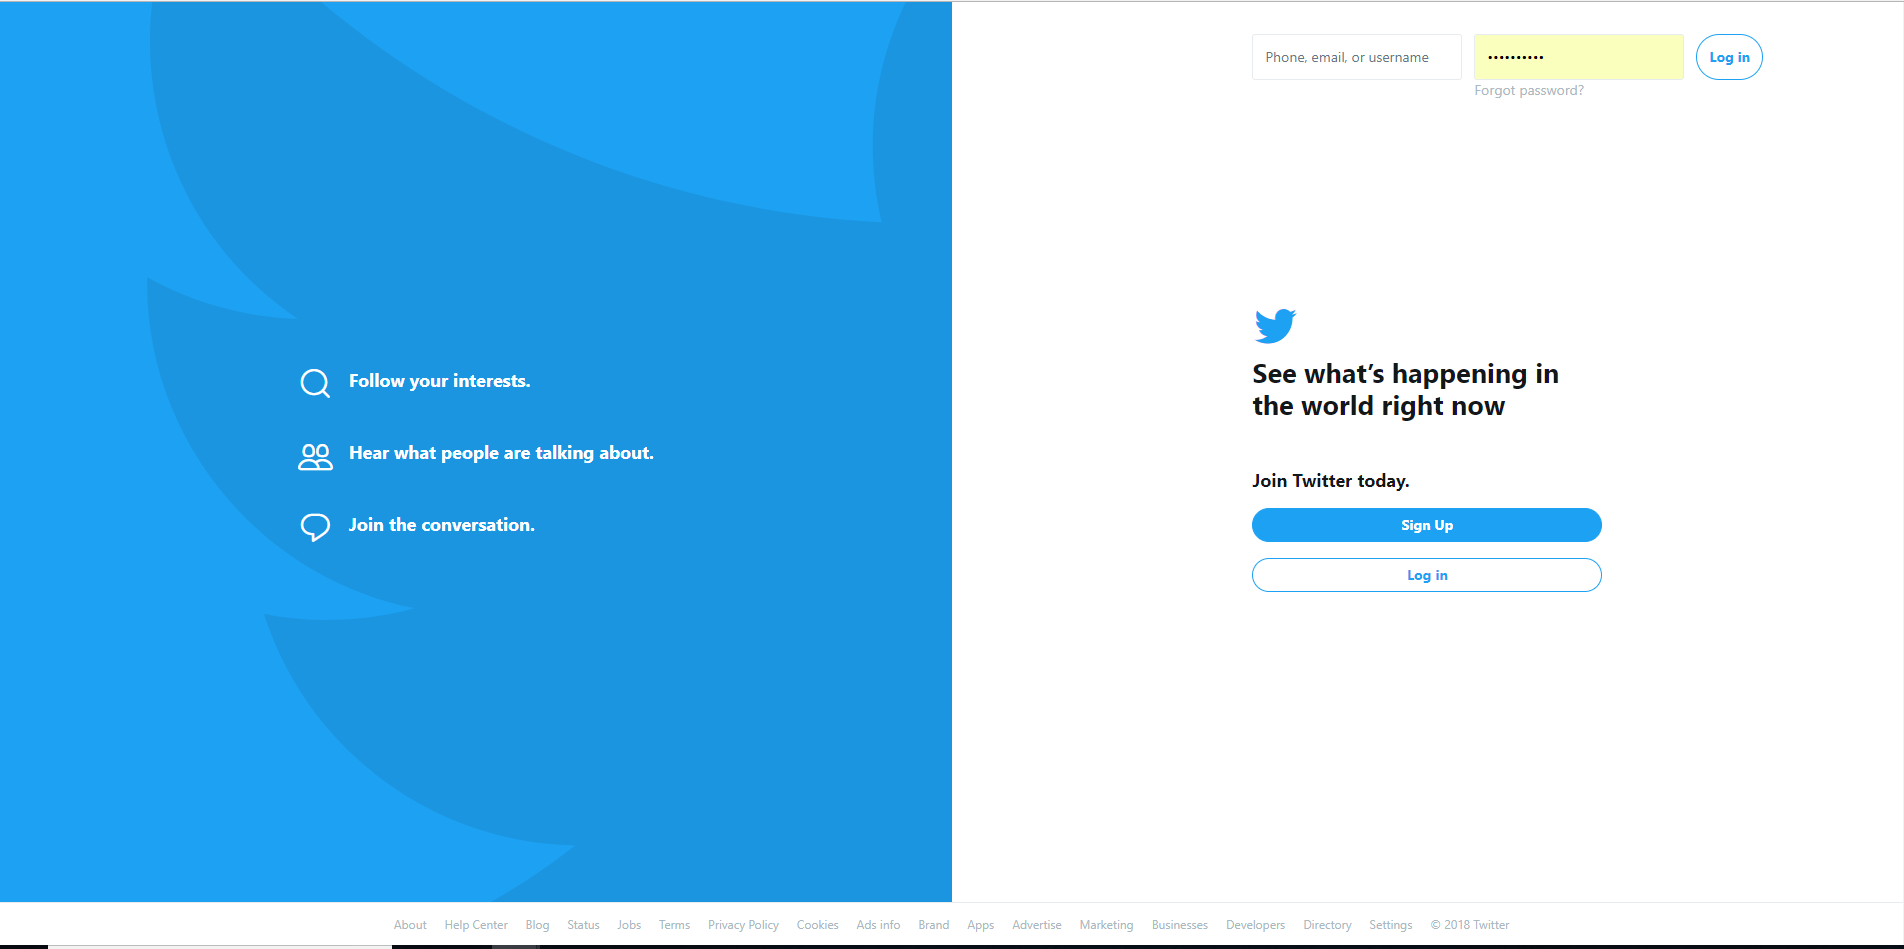 Phone, email, or username
••••••••••
Log in
Forgot password?
Follow your interests.
Hear what people are talking about.
Join the conversation.
See what’s happening in
the world right now
Join Twitter today.
Sign Up
Log in
About Help Center Blog Status Jobs Terms Privacy Policy Cookies Ads info Brand Apps Advertise Marketing Businesses Developers Directory Settings © 2018 Twitter